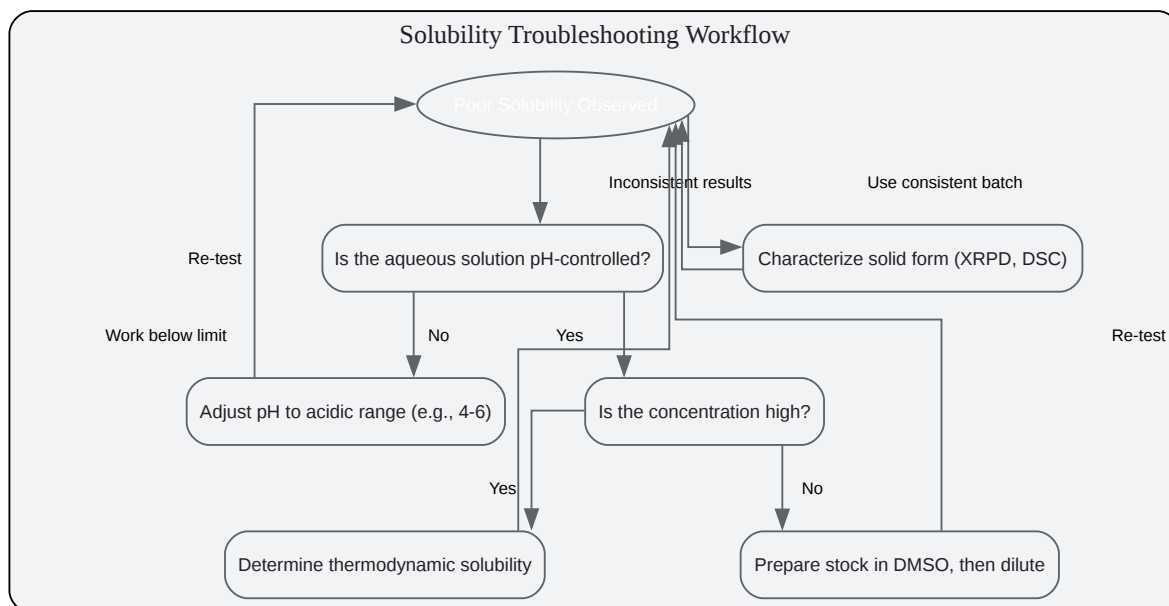 Solubility Troubleshooting Workflow
Poor Solubility Observed
Inconsistent results
Use consistent batch
Re-test
Is the aqueous solution pH-controlled?
Characterize solid form (XRPD, DSC)
Work below limit
No
Yes
Re-test
Adjust pH to acidic range (e.g., 4-6)
Is the concentration high?
Yes
No
Determine thermodynamic solubility
Prepare stock in DMSO, then dilute